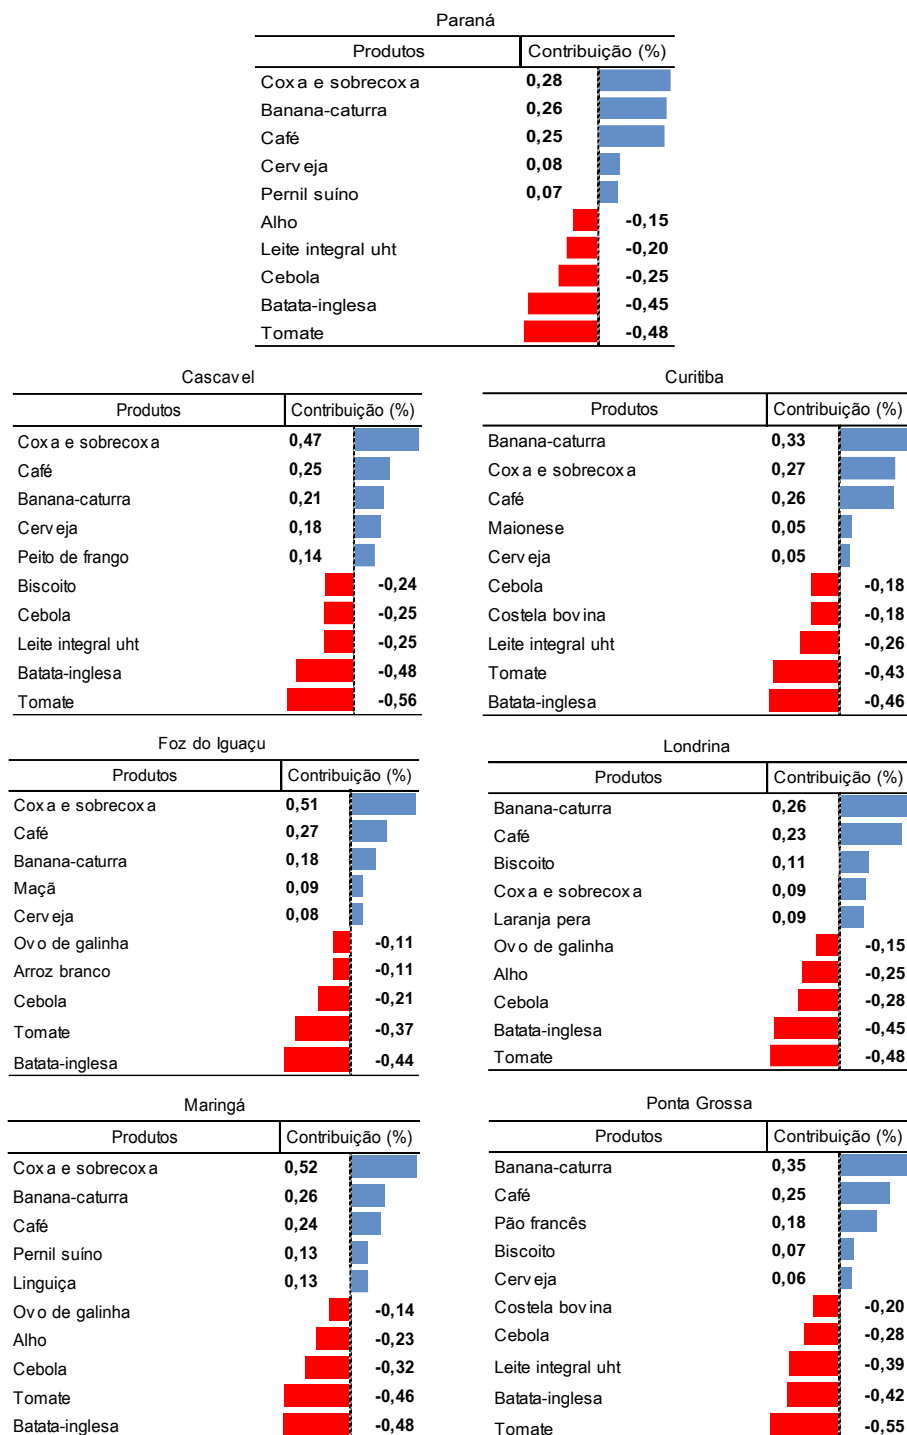 Paraná
Produtos Contribuição (%)
Coxa e sobrecoxa 0,28
Banana-caturra 0,26
Café 0,25
Cerveja 0,08
Pernil suíno 0,07
Alho -0,15
Leite integral uht -0,20
Cebola -0,25
Batata-inglesa -0,45
Tomate -0,48
Cascavel
Produtos Contribuição (%)
Coxa e sobrecoxa 0,47
Café 0,25
Banana-caturra 0,21
Cerveja 0,18
Peito de frango 0,14
Biscoito -0,24
Cebola -0,25
Leite integral uht -0,25
Batata-inglesa -0,48
Tomate -0,56
Curitiba
Produtos Contribuição (%)
Banana-caturra 0,33
Coxa e sobrecoxa 0,27
Café 0,26
Maionese 0,05
Cerveja 0,05
Cebola -0,18
Costela bovina -0,18
Leite integral uht -0,26
Tomate -0,43
Batata-inglesa -0,46
Foz do Iguaçu
Produtos Contribuição (%)
Coxa e sobrecoxa 0,51
Café 0,27
Banana-caturra 0,18
Maçã 0,09
Cerveja 0,08
Ovo de galinha -0,11
Arroz branco -0,11
Cebola -0,21
Tomate -0,37
Batata-inglesa -0,44
Londrina
Produtos Contribuição (%)
Banana-caturra 0,26
Café 0,23
Biscoito 0,11
Coxa e sobrecoxa 0,09
Laranja pera 0,09
Ovo de galinha -0,15
Alho -0,25
Cebola -0,28
Batata-inglesa -0,45
Tomate -0,48
Maringá
Produtos Contribuição (%)
Coxa e sobrecoxa 0,52
Banana-caturra 0,26
Café 0,24
Pernil suíno 0,13
Linguiça 0,13
Ovo de galinha -0,14
Alho -0,23
Cebola -0,32
Tomate -0,46
Batata-inglesa -0,48
Ponta Grossa
Produtos Contribuição (%)
Banana-caturra 0,35
Café 0,25
Pão francês 0,18
Biscoito 0,07
Cerveja 0,06
Costela bovina -0,20
Cebola -0,28
Leite integral uht -0,39
Batata-inglesa -0,42
Tomate -0,55